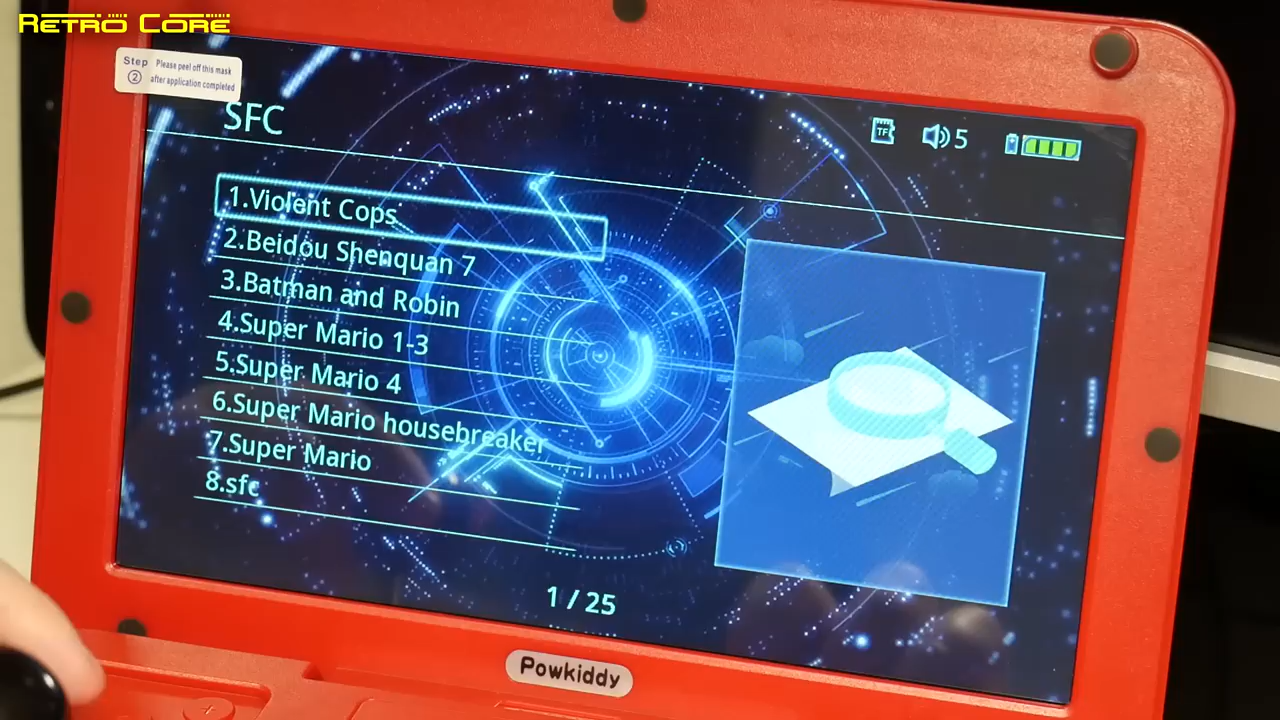 RETRO CORE
Step Please peel off this mask
2 after application completed
SFC
TF 5
1.Violent Cops
2.Beidou Shenquan 7
3.Batman and Robin
4.Super Mario 1-3
5.Super Mario 4
6.Super Mario housebreaker
7.Super Mario
8.sfc
1 / 25
Powkiddy